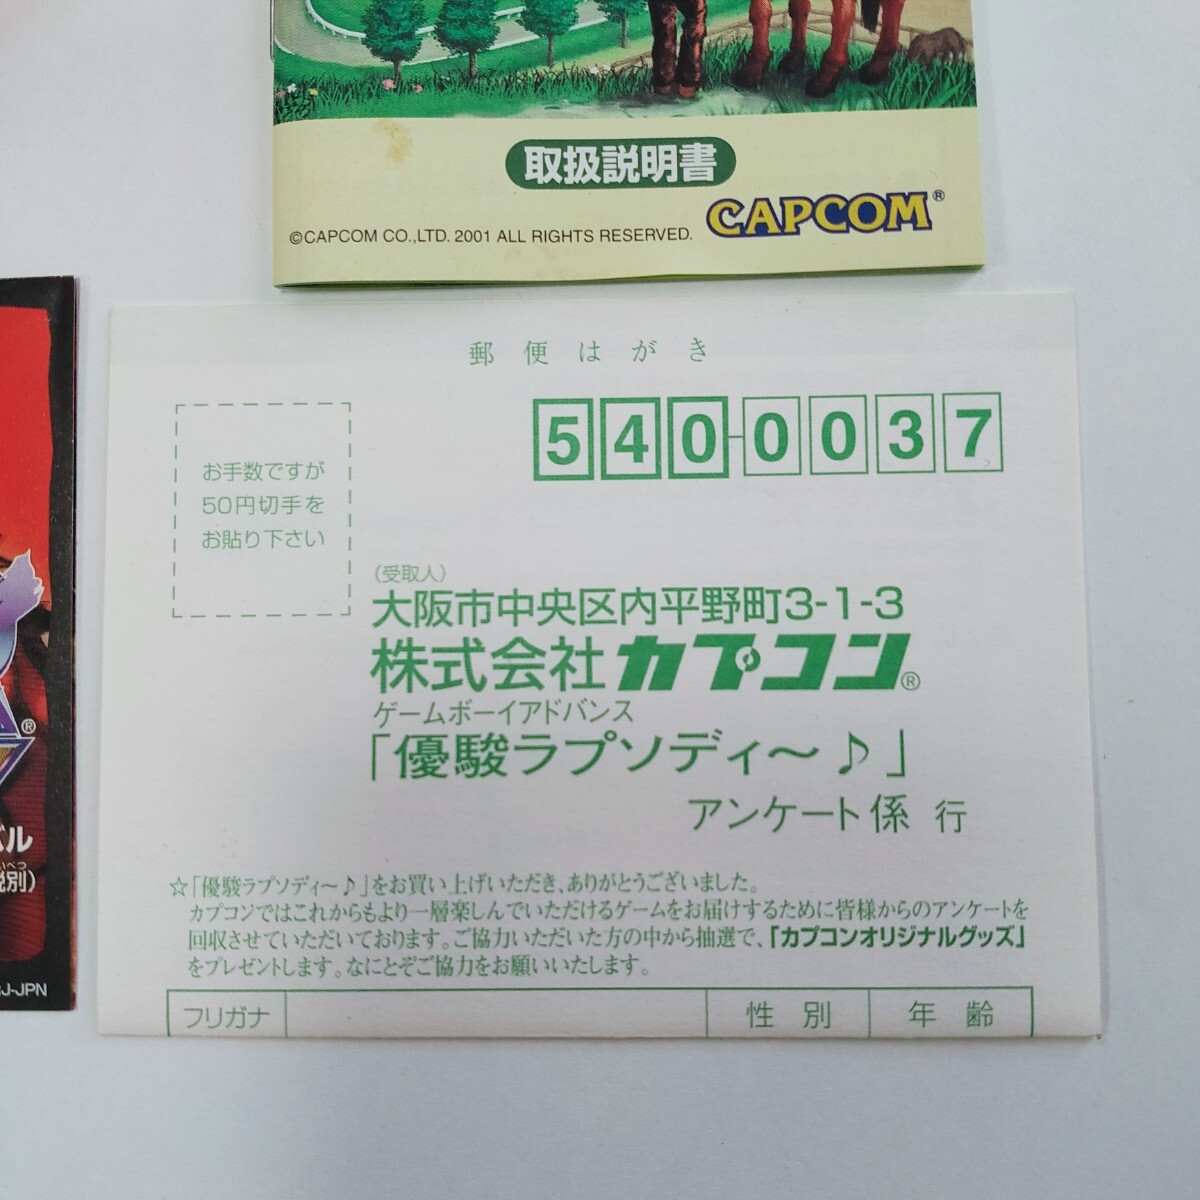 取扱説明書
CAPCOM®
©CAPCOM CO.,LTD. 2001 ALL RIGHTS RESERVED.
郵便はがき
540-0037
お手数ですが
50円切手を
お貼り下さい
(受取人)
大阪市中央区内平野町3-1-3
株式会社カプコン®
ゲームボーイアドバンス
「優駿ラプソディ〜♪」
アンケート係 行
☆「優駿ラプソディ〜♪」をお買い上げいただき、ありがとうございました。
カプコンではこれからもより一層楽しんでいただけるゲームをお届けするために皆様からのアンケートを
回収させていただいております。ご協力いただいた方の中から抽選で、「カプコンオリジナルグッズ」
をプレゼントします。なにとぞご協力をお願いいたします。
フリガナ
性別
年齢
®
バル
べつ
税別)
J-JPN